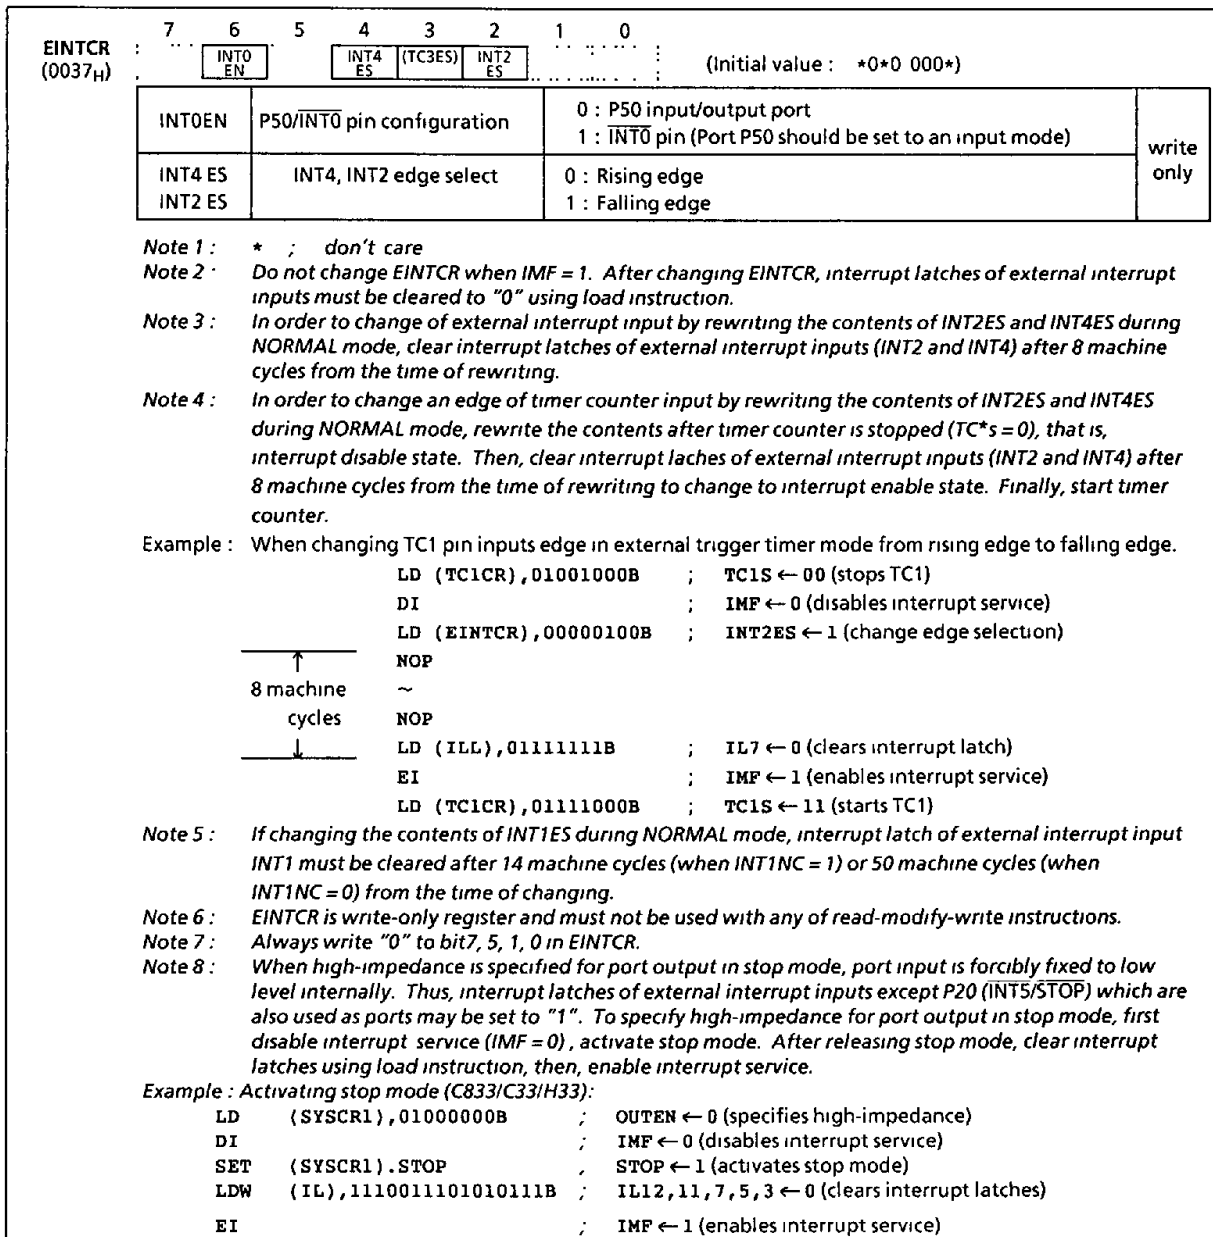 7 6 5 4 3 2 1 0
EINTCR (0037H) : INT0 EN INT4 ES (TC3ES) INT2 ES (Initial value : *0*0 000*)
INT0EN P50/INT0 pin configuration 0 : P50 input/output port
1 : INT0 pin (Port P50 should be set to an input mode)
write only
INT4 ES INT4, INT2 edge select 0 : Rising edge
INT2 ES 1 : Falling edge
Note 1 : * ; don't care
Note 2 · Do not change EINTCR when IMF = 1. After changing EINTCR, interrupt latches of external interrupt
inputs must be cleared to "0" using load instruction.
Note 3 : In order to change of external interrupt input by rewriting the contents of INT2ES and INT4ES during
NORMAL mode, clear interrupt latches of external interrupt inputs (INT2 and INT4) after 8 machine
cycles from the time of rewriting.
Note 4 : In order to change an edge of timer counter input by rewriting the contents of INT2ES and INT4ES
during NORMAL mode, rewrite the contents after timer counter is stopped (TC*s = 0), that is,
interrupt disable state. Then, clear interrupt laches of external interrupt inputs (INT2 and INT4) after
8 machine cycles from the time of rewriting to change to interrupt enable state. Finally, start timer
counter.
Example : When changing TC1 pin inputs edge in external trigger timer mode from rising edge to falling edge.
LD (TC1CR),01001000B ; TC1S ← 00 (stops TC1)
DI ; IMF ← 0 (disables interrupt service)
LD (EINTCR),00000100B ; INT2ES ← 1 (change edge selection)
↑ NOP
8 machine ~
cycles NOP
↓ LD (ILL),01111111B ; IL7 ← 0 (clears interrupt latch)
EI ; IMF ← 1 (enables interrupt service)
LD (TC1CR),01111000B ; TC1S ← 11 (starts TC1)
Note 5 : If changing the contents of INT1ES during NORMAL mode, interrupt latch of external interrupt input
INT1 must be cleared after 14 machine cycles (when INT1NC = 1) or 50 machine cycles (when
INT1NC = 0) from the time of changing.
Note 6 : EINTCR is write-only register and must not be used with any of read-modify-write instructions.
Note 7 : Always write "0" to bit7, 5, 1, 0 in EINTCR.
Note 8 : When high-impedance is specified for port output in stop mode, port input is forcibly fixed to low
level internally. Thus, interrupt latches of external interrupt inputs except P20 (INT5/STOP) which are
also used as ports may be set to "1". To specify high-impedance for port output in stop mode, first
disable interrupt service (IMF = 0) , activate stop mode. After releasing stop mode, clear interrupt
latches using load instruction, then, enable interrupt service.
Example : Activating stop mode (C833/C33/H33):
LD (SYSCR1),01000000B ; OUTEN ← 0 (specifies high-impedance)
DI ; IMF ← 0 (disables interrupt service)
SET (SYSCR1).STOP , STOP ← 1 (activates stop mode)
LDW (IL),1110011101010111B ; IL12,11,7,5,3 ← 0 (clears interrupt latches)
EI ; IMF ← 1 (enables interrupt service)